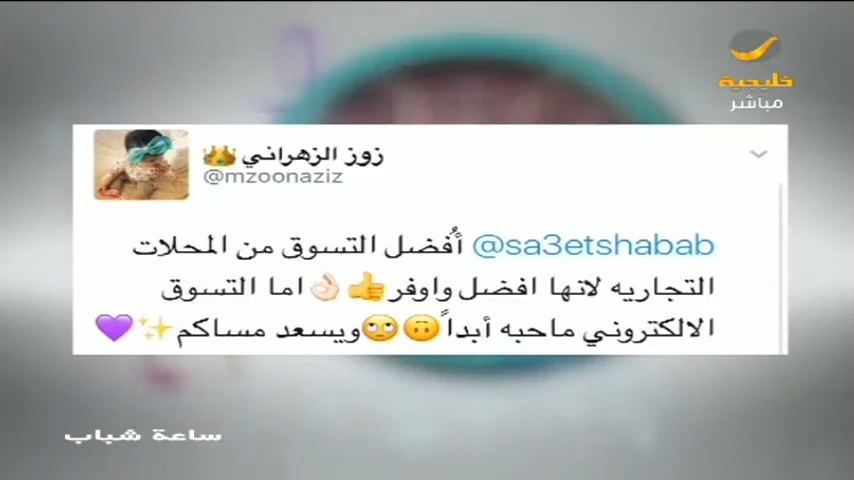 خليجية
مباشر
زوز الزهراني👑
@mzoonaziz
@sa3etshabab أُفضل التسوق من المحلات
التجاريه لانها افضل واوفر👍👌🏻اما التسوق
الالكتروني ماحبه أبداً🙃🙄ويسعد مساكم✨💜
ساعة شباب